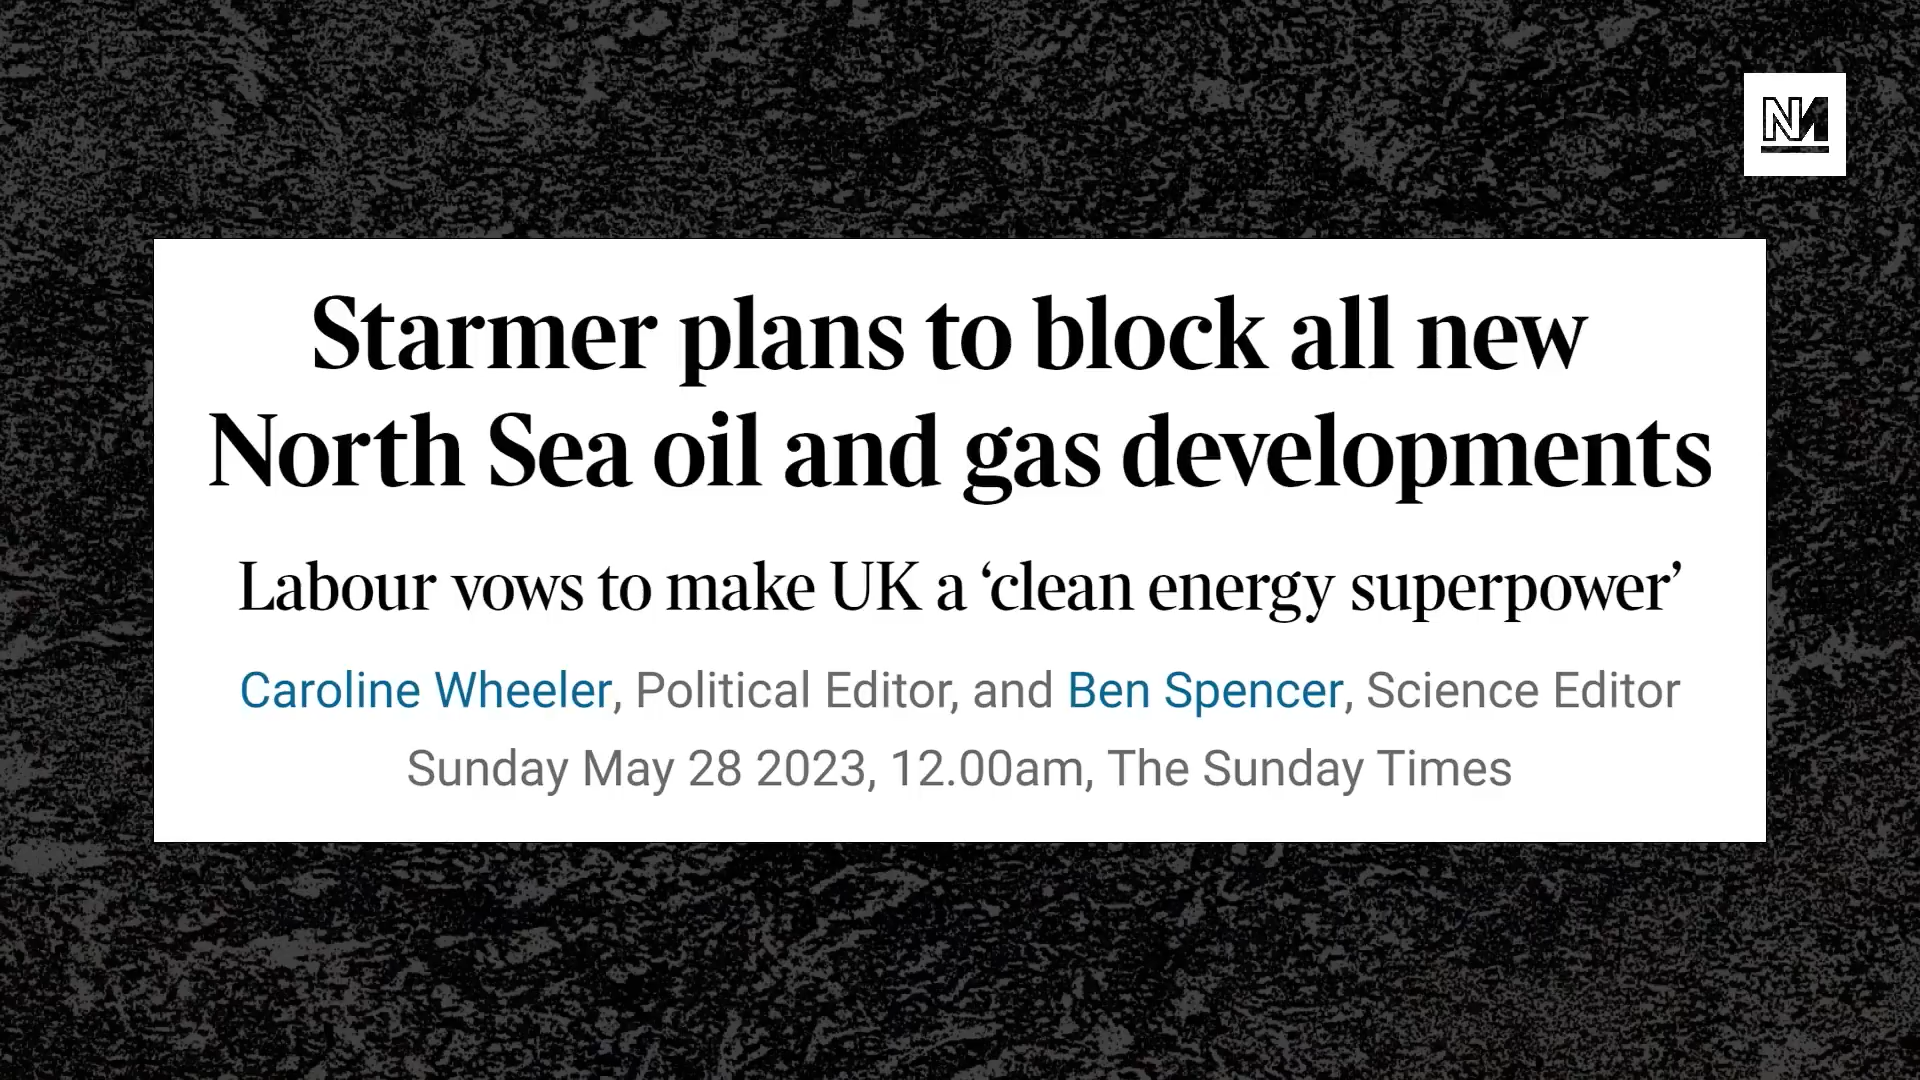 NM
Starmer plans to block all new
North Sea oil and gas developments
Labour vows to make UK a ‘clean energy superpower’
Caroline Wheeler, Political Editor, and Ben Spencer, Science Editor
Sunday May 28 2023, 12.00am, The Sunday Times